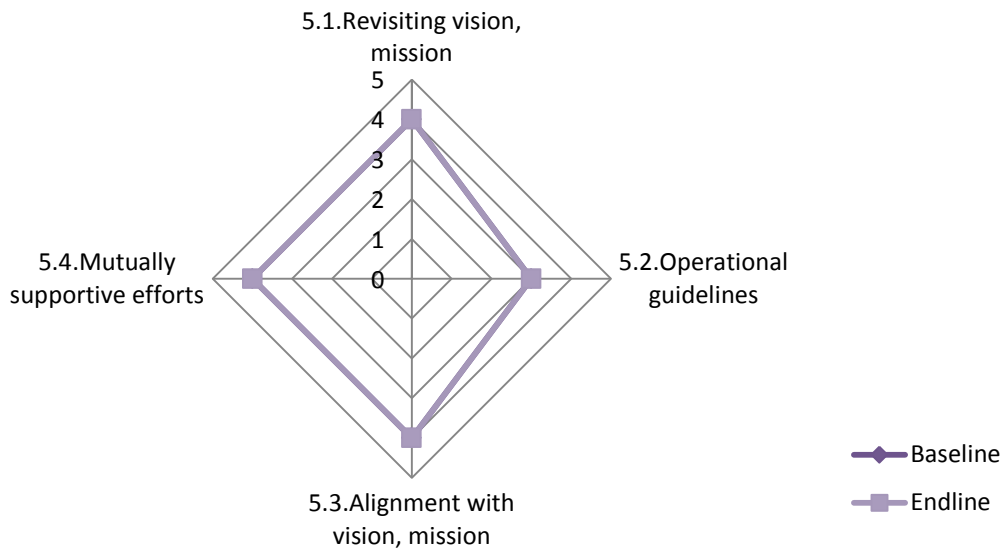 5.1.Revisiting vision,
mission
5
4
3
2
1
0
5.2.Operational
guidelines
5.4.Mutually
supportive efforts
5.3.Alignment with
vision, mission
Baseline
Endline